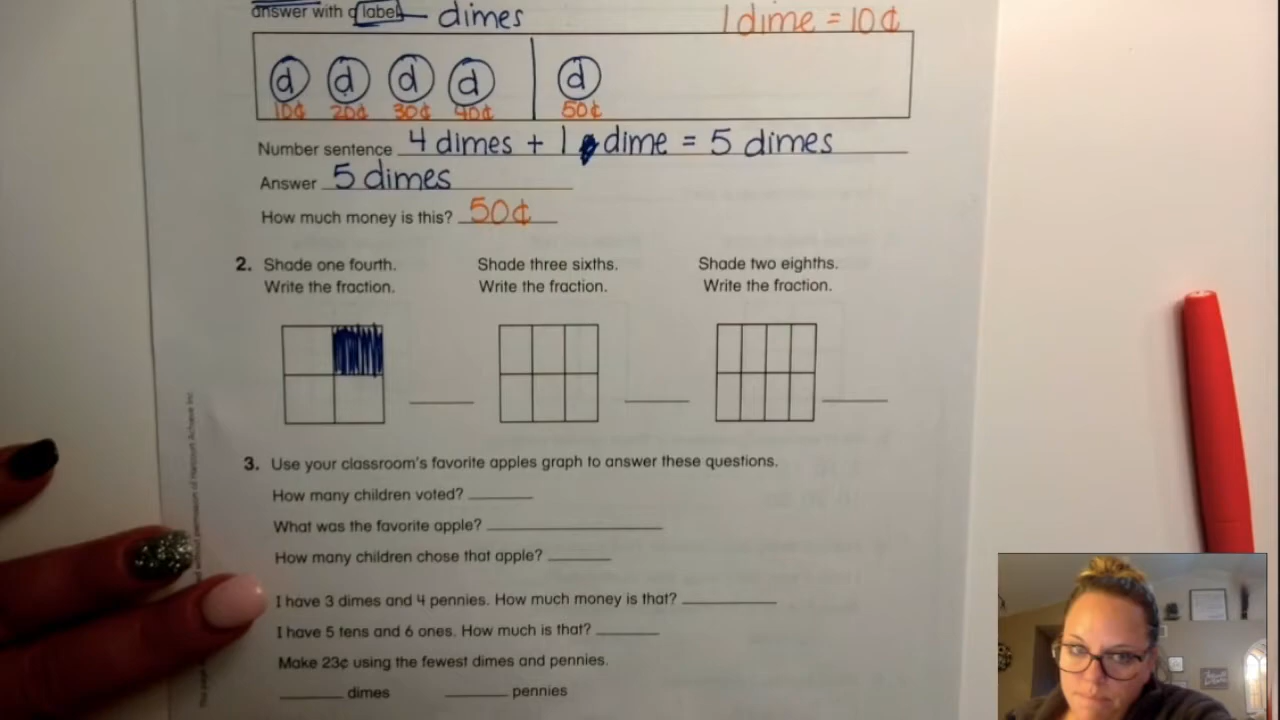 answer with a label dimes
1 dime = 10¢
d d d d d
10¢ 20¢ 30¢ 40¢ 50¢
Number sentence 4 dimes + 1 dime = 5 dimes
Answer 5 dimes
How much money is this? 50¢
2. Shade one fourth. Shade three sixths. Shade two eighths.
Write the fraction. Write the fraction. Write the fraction.
3. Use your classroom's favorite apples graph to answer these questions.
How many children voted?
What was the favorite apple?
How many children chose that apple?
I have 3 dimes and 4 pennies. How much money is that?
I have 5 tens and 6 ones. How much is that?
Make 23¢ using the fewest dimes and pennies.
dimes pennies